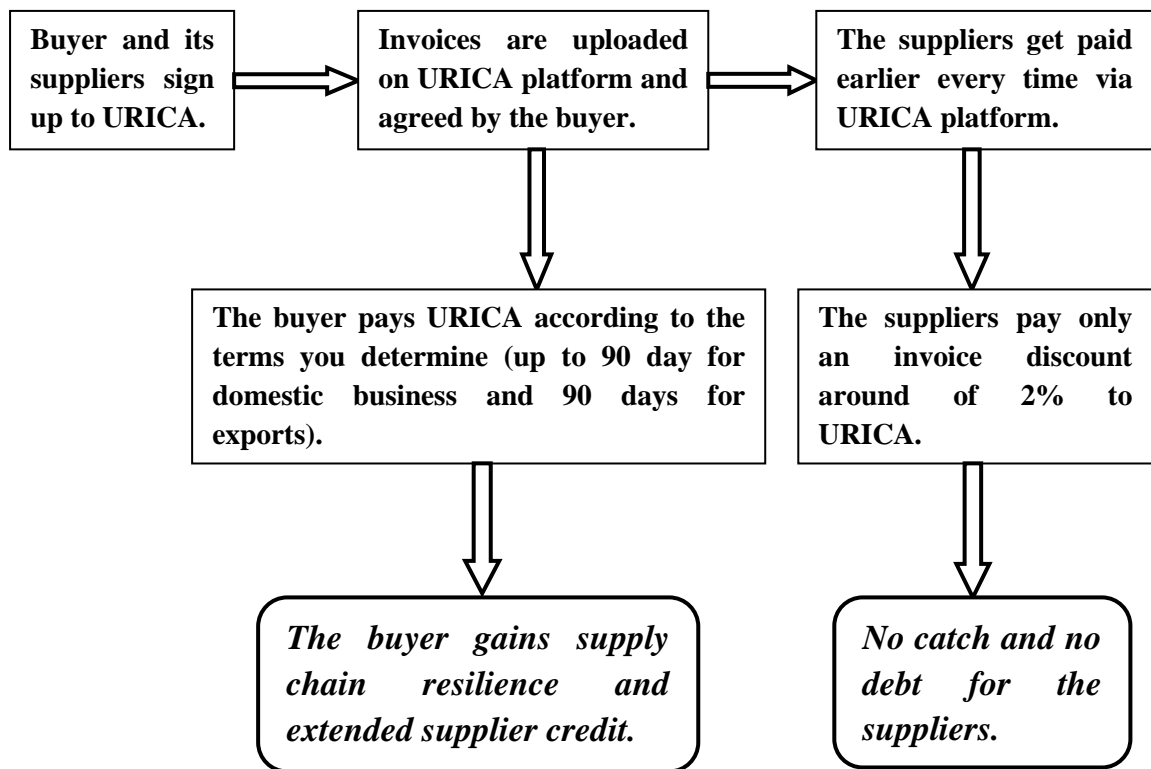 Buyer and its
suppliers sign
up to URICA.
Invoices are uploaded
on URICA platform and
agreed by the buyer.
The suppliers get paid
earlier every time via
URICA platform.
The buyer pays URICA according to the
terms you determine (up to 90 day for
domestic business and 90 days for
exports).
The suppliers pay only
an invoice discount
around of 2% to
URICA.
The buyer gains supply
chain resilience and
extended supplier credit.
No catch and no
debt for the
suppliers.